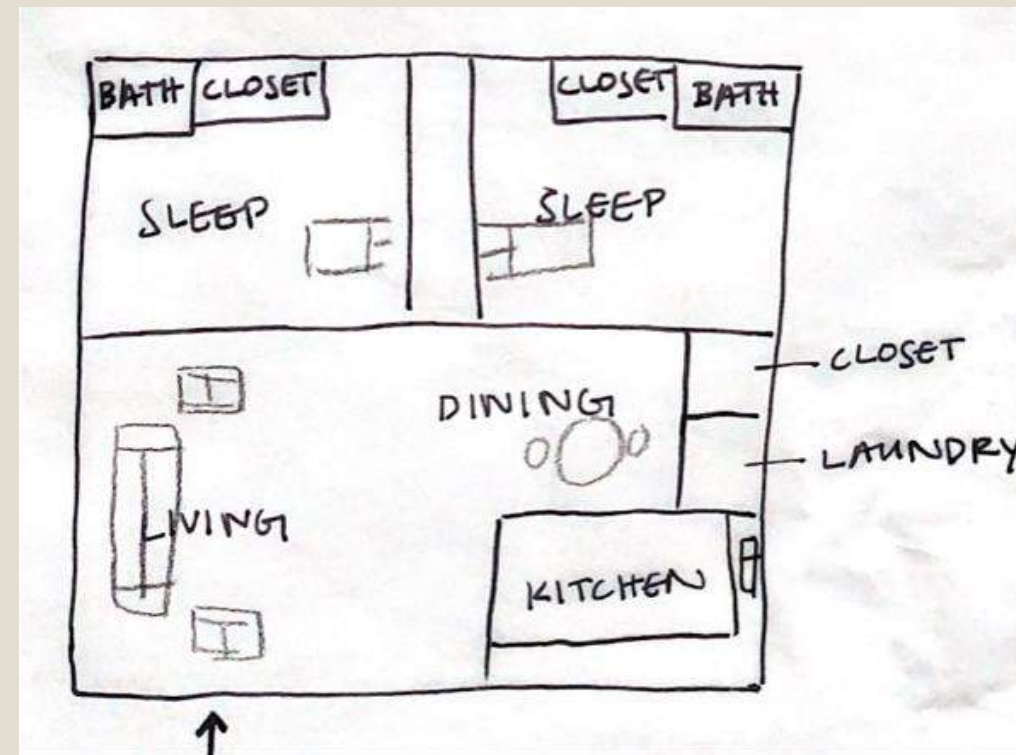 BATH CLOSET CLOSET BATH
SLEEP SLEEP
CLOSET
DINING
LAUNDRY
LIVING
KITCHEN